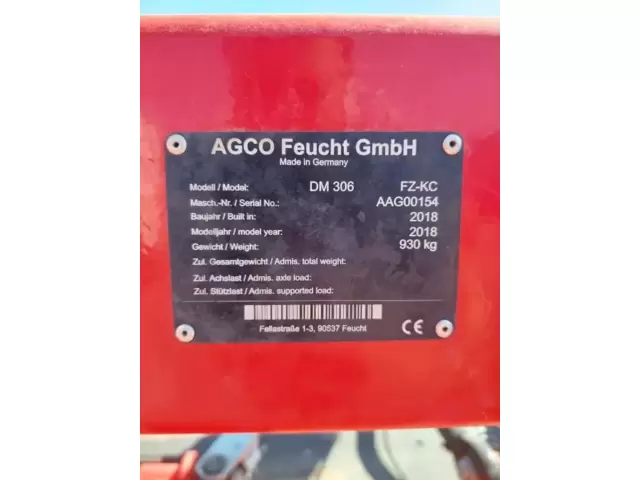 AGCO Feucht GmbH
Made in Germany
Modell / Model: DM 306 FZ-KC
Masch.-Nr. / Serial No.: AAG00154
Baujahr / Built in: 2018
Modelljahr / model year: 2018
Gewicht / Weight: 930 kg
Zul. Gesamtgewicht / Admis. total weight:
Zul. Achslast / Admis. axle load:
Zul. Stützlast / Admis. supported load:
Fellastraße 1-3, 90537 Feucht
CE